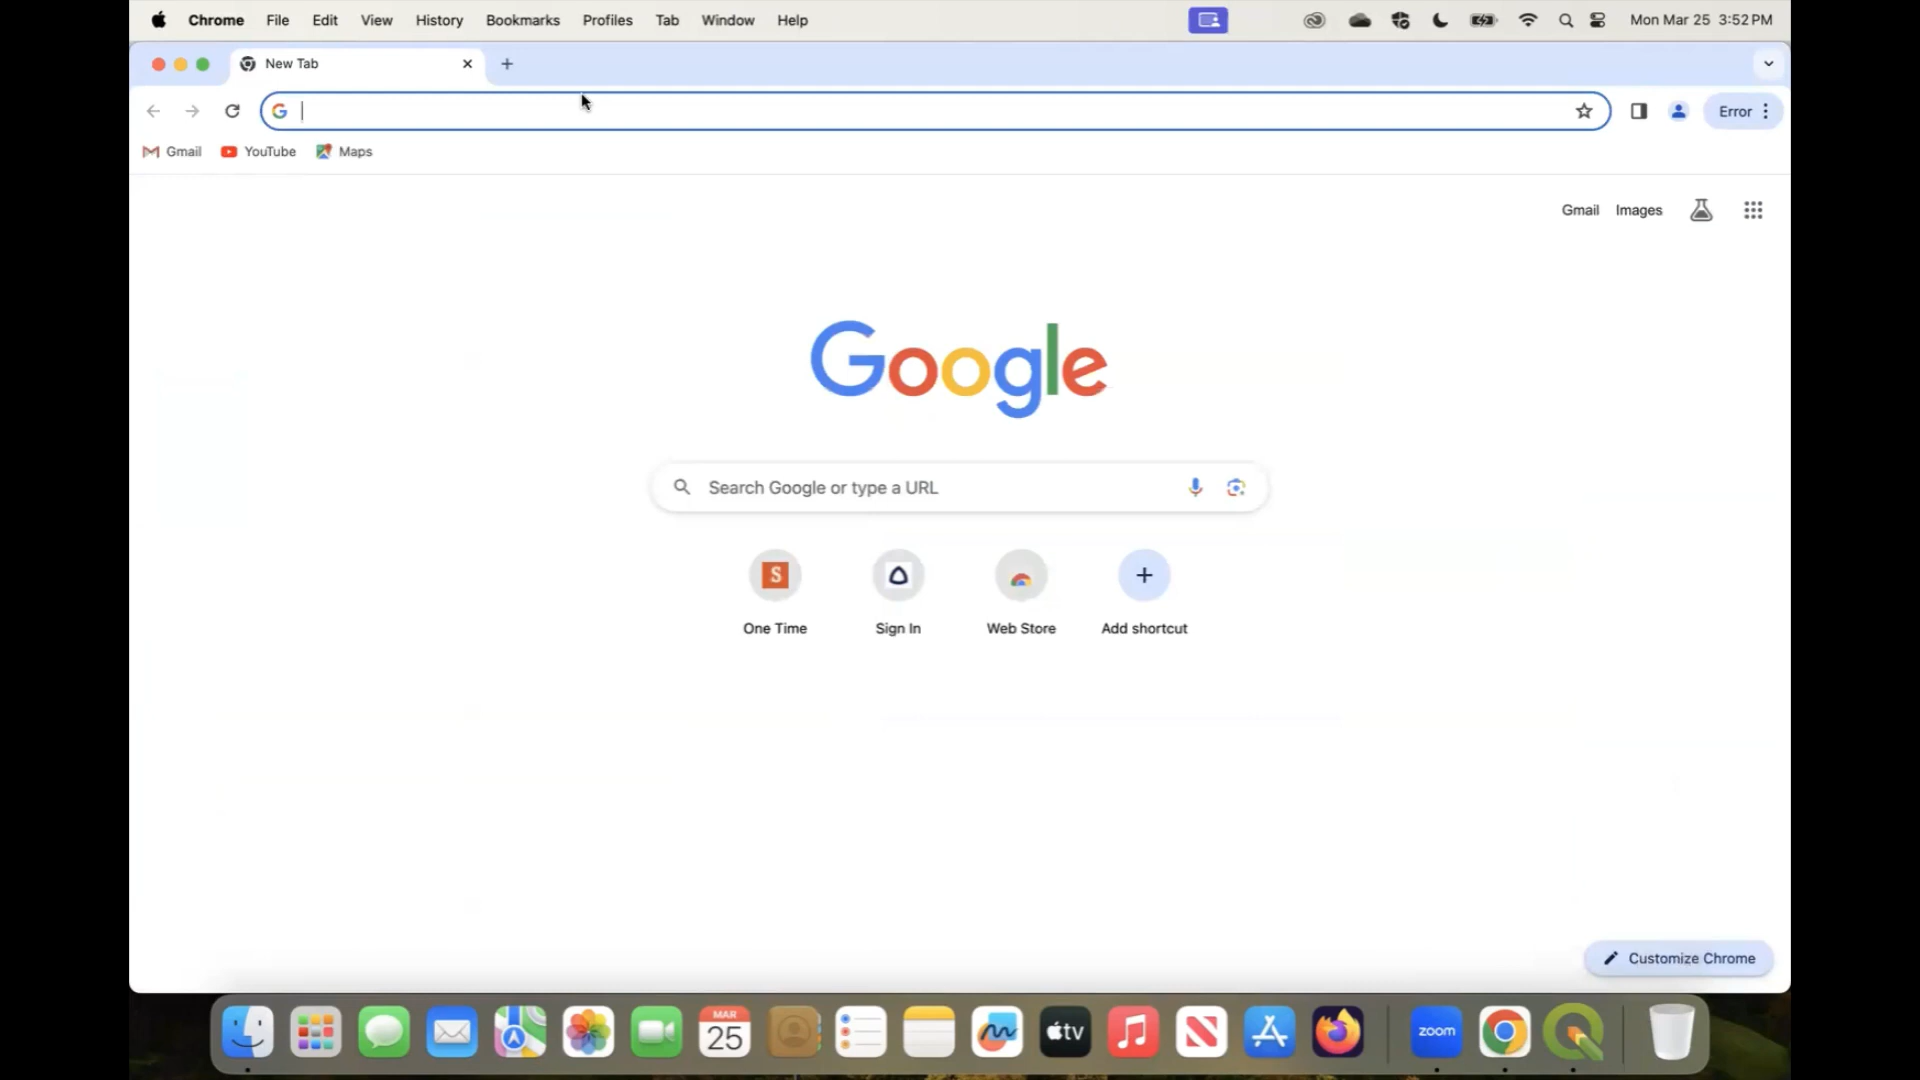 Chrome File Edit View History Bookmarks Profiles Tab Window Help Mon Mar 25 3:52 PM
New Tab
Error
Gmail YouTube Maps
Gmail Images
Google
Search Google or type a URL
S
One Time Sign In Web Store Add shortcut
Customize Chrome
MAR
25
tv
zoom